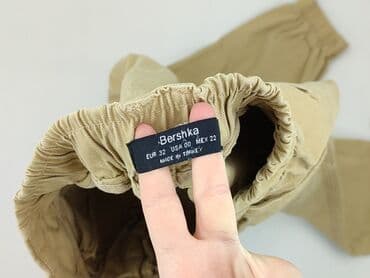 Bershka
EUR 32 USA 00 MEX 22
MADE IN TURKEY